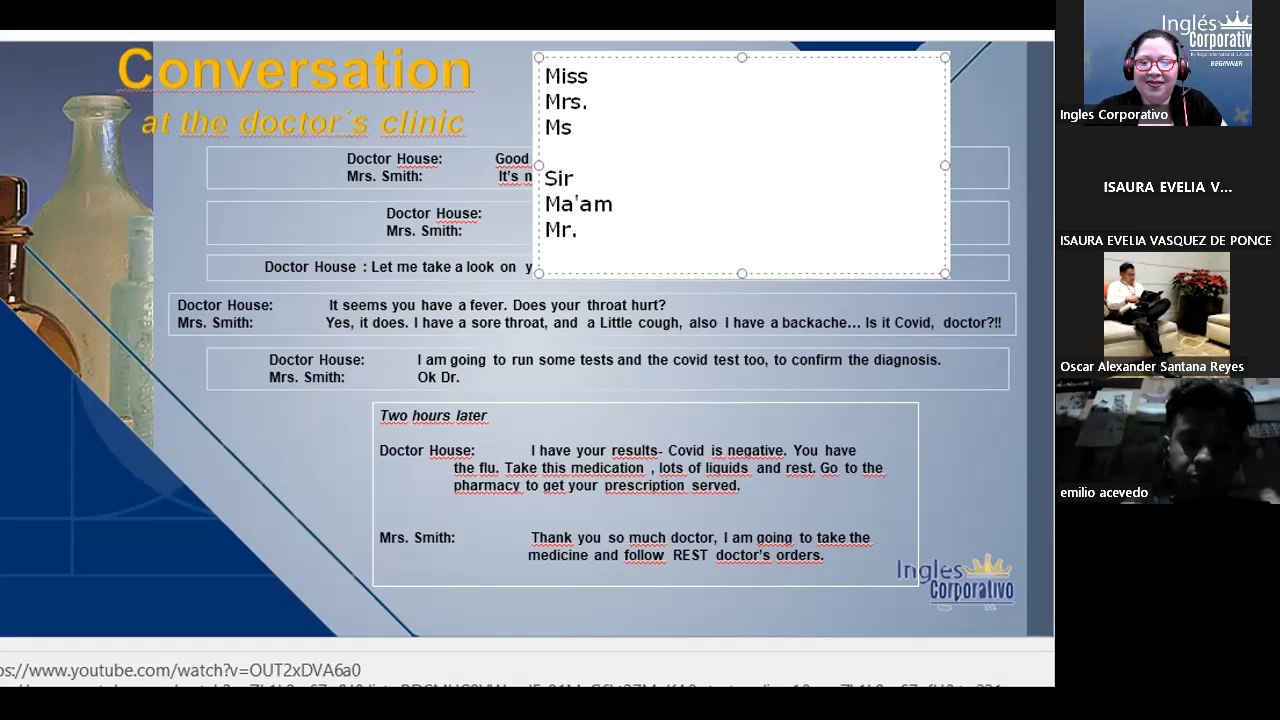 Conversation
at the doctor´s clinic
Miss
Mrs.
Ms
Sir
Ma'am
Mr.
Doctor House: Good
Mrs. Smith: It's n
Doctor House:
Mrs. Smith:
Doctor House : Let me take a look on y
Doctor House: It seems you have a fever. Does your throat hurt?
Mrs. Smith: Yes, it does. I have a sore throat, and a Little cough, also I have a backache... Is it Covid, doctor?!!
Doctor House: I am going to run some tests and the covid test too, to confirm the diagnosis.
Mrs. Smith: Ok Dr.
Two hours later
Doctor House: I have your results- Covid is negative. You have
the flu. Take this medication , lots of liquids and rest. Go to the
pharmacy to get your prescription served.
Mrs. Smith: Thank you so much doctor, I am going to take the
medicine and follow REST doctor's orders.
Ingles
Corporativo
ps://www.youtube.com/watch?v=OUT2xDVA6a0
Inglés
Corporativ
BEGINNER
Ingles Corporativo
ISAURA EVELIA V...
ISAURA EVELIA VASQUEZ DE PONCE
Oscar Alexander Santana Reyes
emilio acevedo